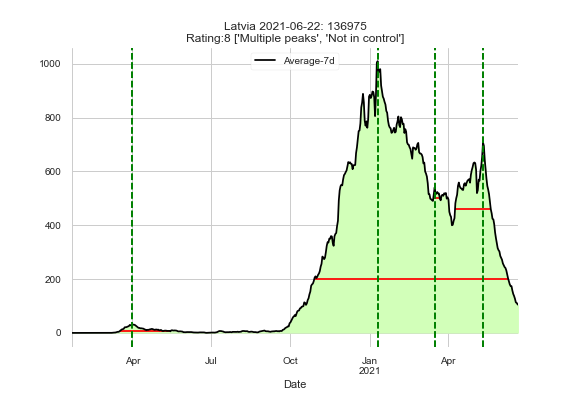 Latvia 2021-06-22: 136975
Rating:8 ['Multiple peaks', 'Not in control']
Average-7d
1000
800
600
400
200
0
Apr
Jul
Oct
Jan
2021
Apr
Date